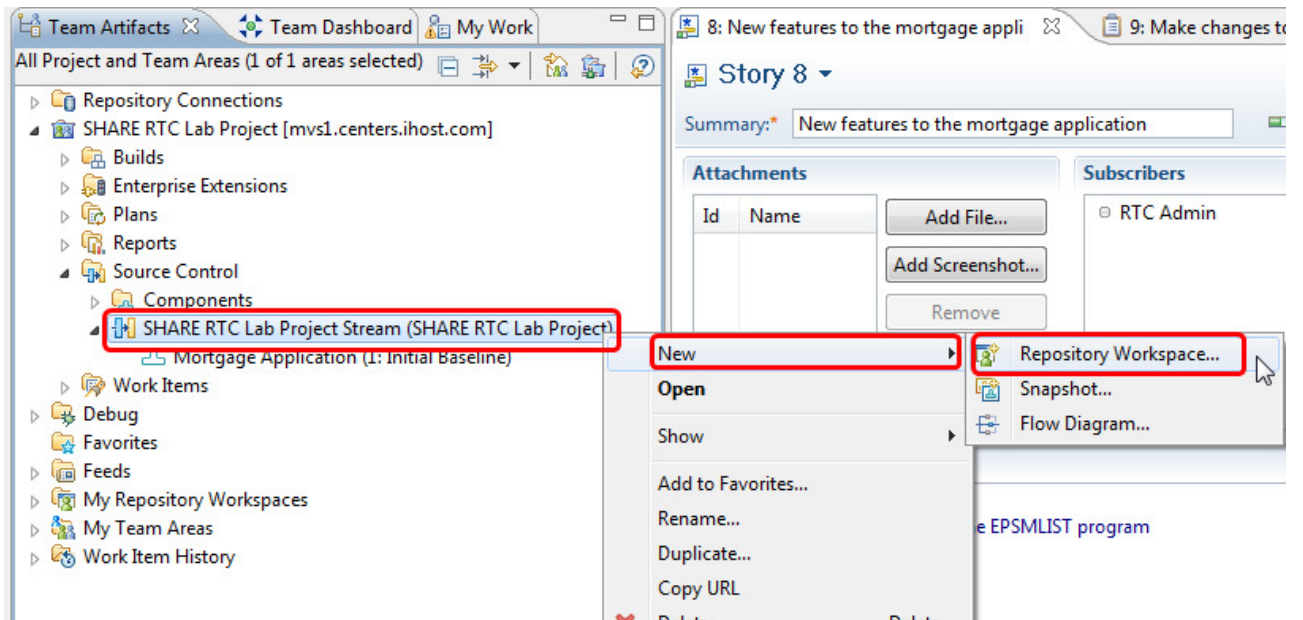 Team Artifacts
Team Dashboard
My Work
All Project and Team Areas (1 of 1 areas selected)
Repository Connections
SHARE RTC Lab Project [mvs1.centers.ihost.com]
Builds
Enterprise Extensions
Plans
Reports
Source Control
Components
SHARE RTC Lab Project Stream (SHARE RTC Lab Project)
Mortgage Application (1: Initial Baseline)
Work Items
Debug
Favorites
Feeds
My Repository Workspaces
My Team Areas
Work Item History
8: New features to the mortgage appli
9: Make changes to
Story 8
Summary:* New features to the mortgage application
Attachments
Id Name
Add File...
Add Screenshot...
Remove
Subscribers
RTC Admin
New
Open
Show
Add to Favorites...
Rename...
Duplicate...
Copy URL
Repository Workspace...
Snapshot...
Flow Diagram...
e EPSMLIST program